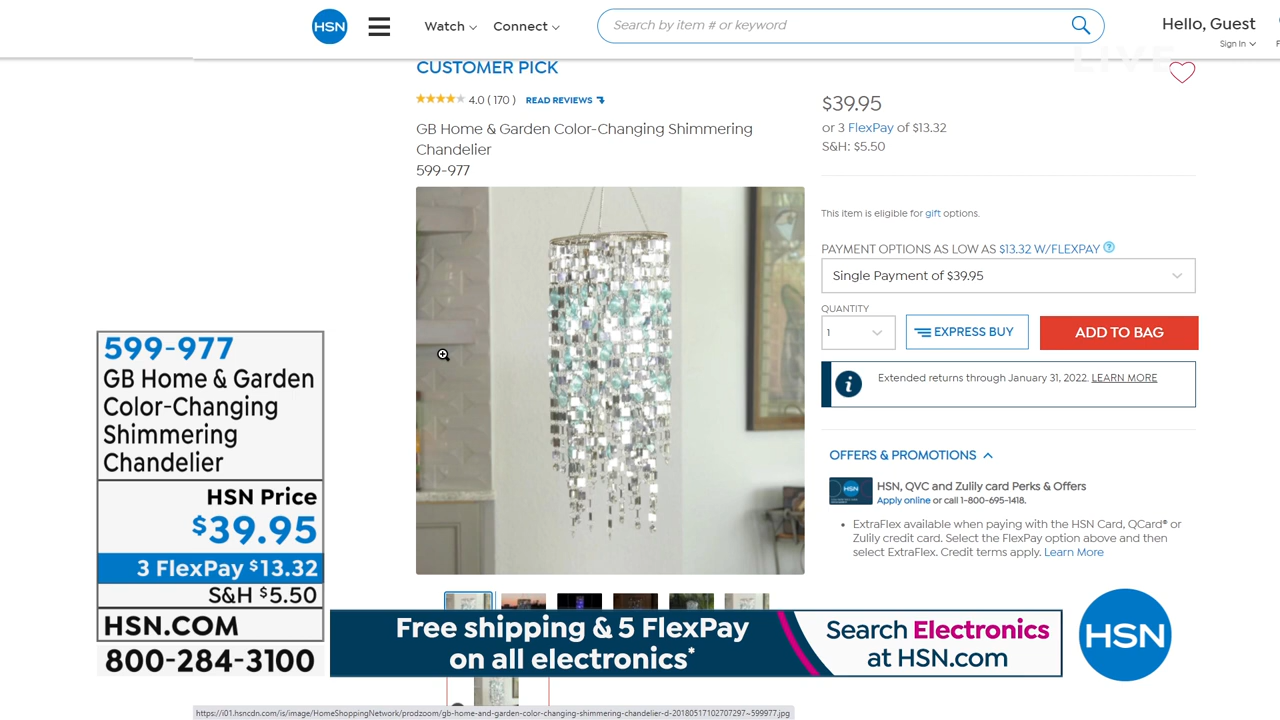 HSN
Watch
Connect
Search by item # or keyword
Hello, Guest
Sign In
LIVE
CUSTOMER PICK
4.0 ( 170 ) READ REVIEWS
GB Home & Garden Color-Changing Shimmering
Chandelier
599-977
$39.95
or 3 FlexPay of $13.32
S&H: $5.50
This item is eligible for gift options.
PAYMENT OPTIONS AS LOW AS $13.32 W/FLEXPAY ?
Single Payment of $39.95
QUANTITY
1
EXPRESS BUY
ADD TO BAG
Extended returns through January 31, 2022. LEARN MORE
OFFERS & PROMOTIONS
HSN
HSN, QVC and Zulily card Perks & Offers
Apply online or call 1-800-695-1418.
• ExtraFlex available when paying with the HSN Card, QCard® or
Zulily credit card. Select the FlexPay option above and then
select ExtraFlex. Credit terms apply. Learn More
599-977
GB Home & Garden
Color-Changing
Shimmering
Chandelier
HSN Price
$39.95
3 FlexPay $13.32
S&H $5.50
HSN.COM
800-284-3100
Free shipping & 5 FlexPay
on all electronics*
Search Electronics
at HSN.com
HSN
https://i01.hsncdn.com/is/image/HomeShoppingNetwork/prodzoom/gb-home-and-garden-color-changing-shimmering-chandelier-d-20180517102707297~599977.jpg